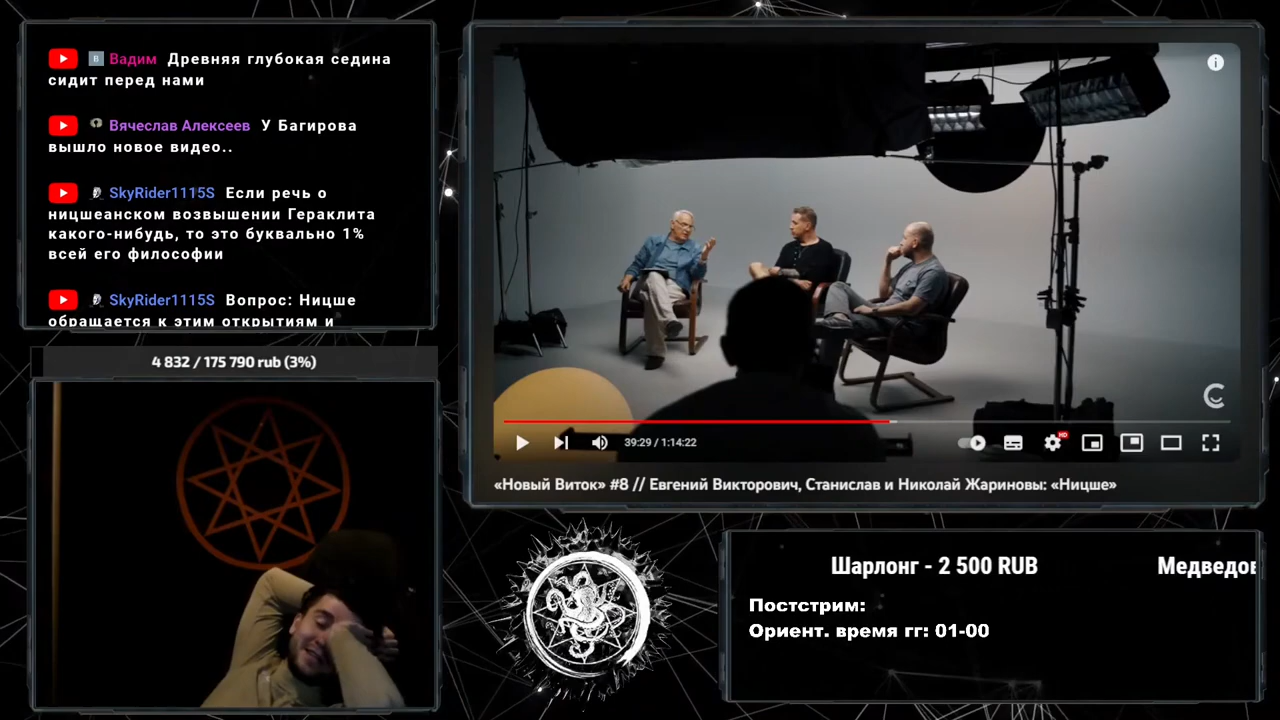 Вадим Древняя глубокая седина
сидит перед нами
Вячеслав Алексеев У Багирова
вышло новое видео..
SkyRider1115S Если речь о
ницшеанском возвышении Гераклита
какого-нибудь, то это буквально 1%
всей его философии
SkyRider1115S Вопрос: Ницше
обращается к этим открытиям и
4 832 / 175 790 rub (3%)
39:29 / 1:14:22
HD
«Новый Виток» #8 // Евгений Викторович, Станислав и Николай Жариновы: «Ницше»
Шарлонг - 2 500 RUB
Медведов
Постстрим:
Ориент. время гг: 01-00